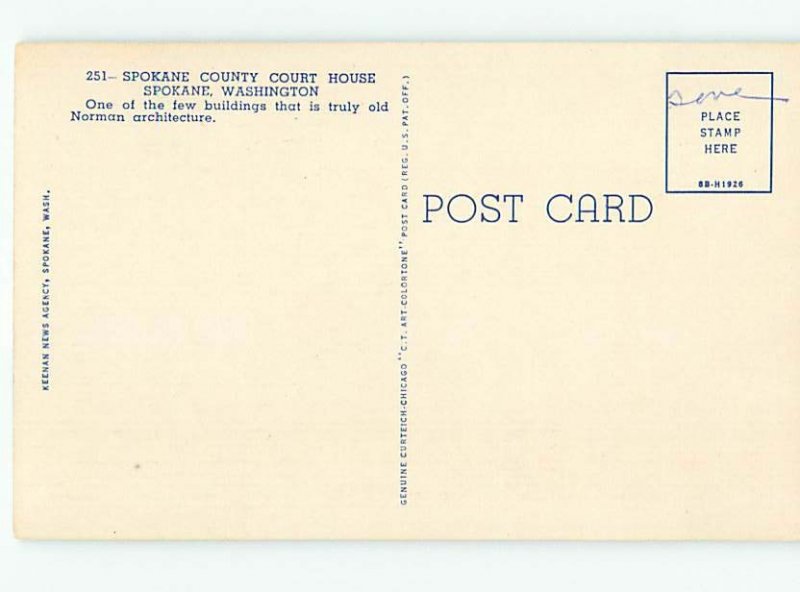 251— SPOKANE COUNTY COURT HOUSE
SPOKANE, WASHINGTON
One of the few buildings that is truly old
Norman architecture.
KEENAN NEWS AGENCY, SPOKANE, WASH.
GENUINE CURTEICH-CHICAGO "C.T. ART-COLORTONE" POST CARD (REG. U.S. PAT. OFF.)
POST CARD
PLACE
STAMP
HERE
8B-H1926